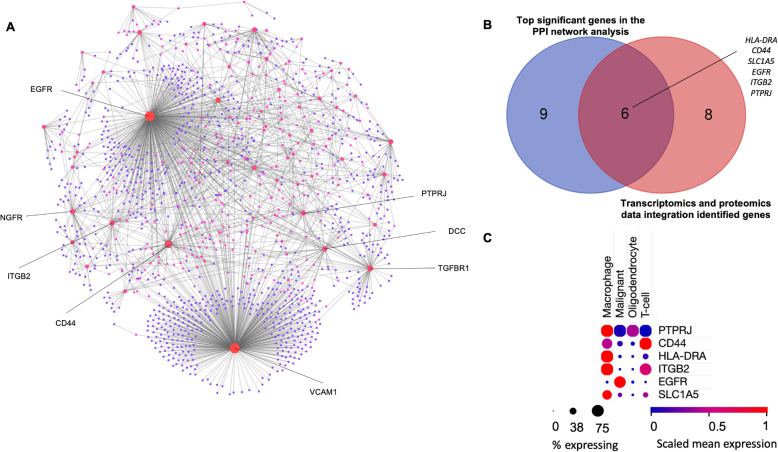 A
EGFR
NGFR
ITGB2
CD44
PTPRJ
DCC
TGFBR1
VCAM1
B
Top significant genes in the
PPI network analysis
HLA-DRA
CD44
SLC1A5
EGFR
ITGB2
PTPRJ
9
6
8
Transcriptomics and proteomics
data integration identified genes
C
Macrophage
Malignant
Oligodendrocyte
T-cell
PTPRJ
CD44
HLA-DRA
ITGB2
EGFR
SLC1A5
0 38 75
% expressing
0 0.5 1
Scaled mean expression